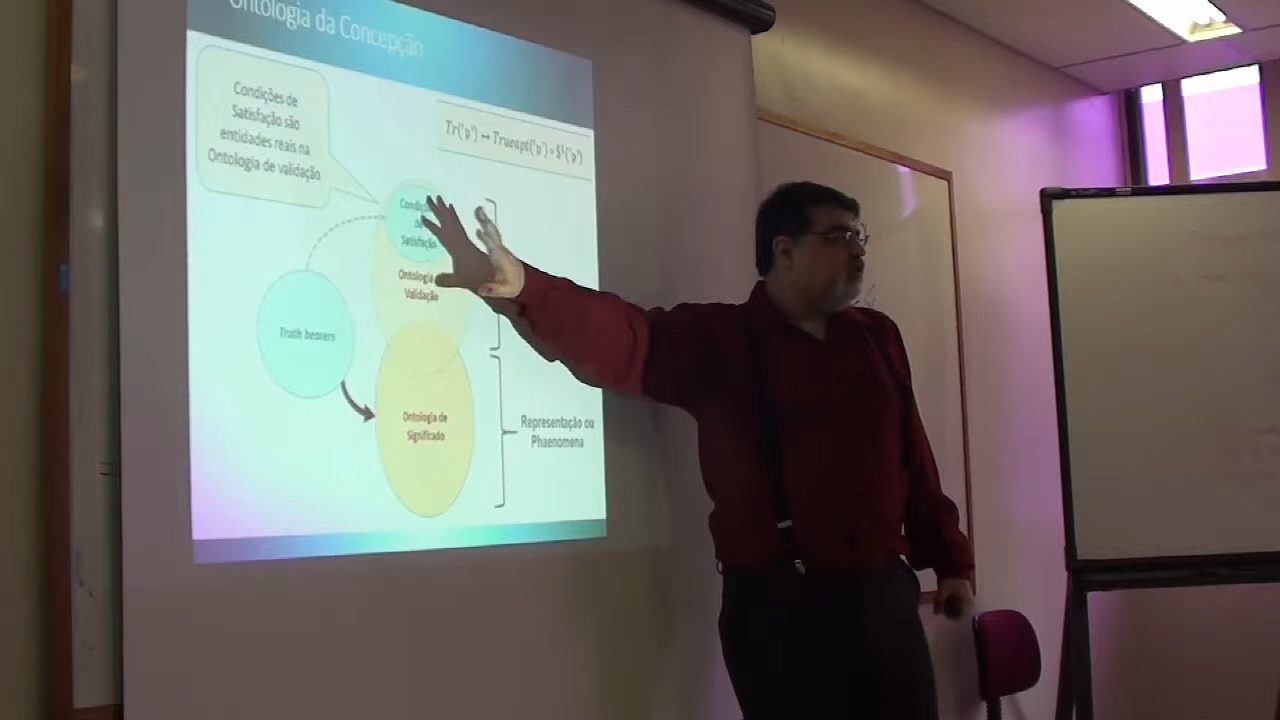 Ontologia da Concepção
Condições de
Satisfação são
entidades reais na
Ontologia de validação
Tr('p') ↔ Trueapt('p') ∘ S¹('p')
Satisfação
Ontologia
Validação
Truth bearers
Ontologia de
Significado
Representação ou
Phaenomena